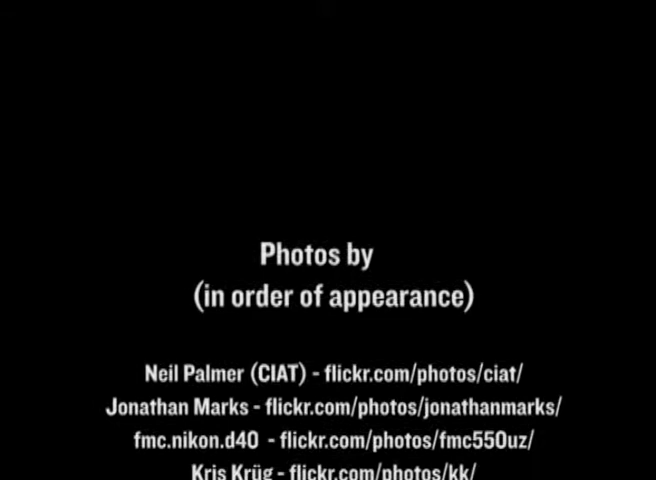 Photos by
(in order of appearance)
Neil Palmer (CIAT) - flickr.com/photos/ciat/
Jonathan Marks - flickr.com/photos/jonathanmarks/
fmc.nikon.d40 - flickr.com/photos/fmc550uz/
Kris Krüg - flickr.com/photos/kk/